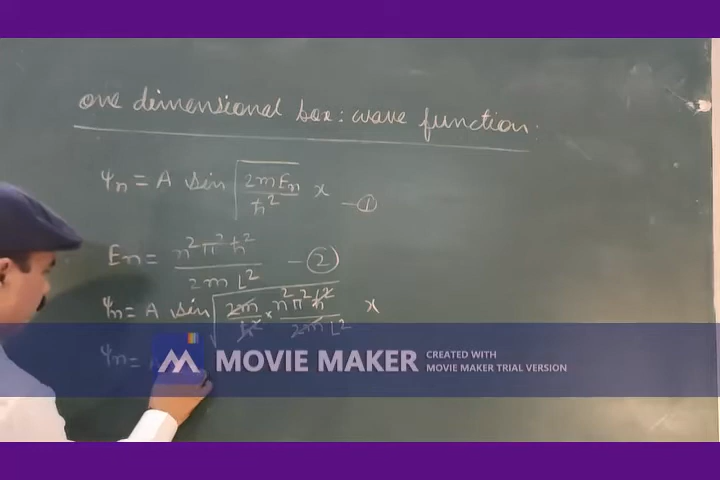 one dimensional box: wave function.
ψn = A sin √(2mEn / ħ²) x —①
En = n²π²ħ² / 2mL² —②
ψn = A sin √(2m/ħ² × n²π²ħ² / 2mL²) x
ψn =
MOVIE MAKER
CREATED WITH
MOVIE MAKER TRIAL VERSION